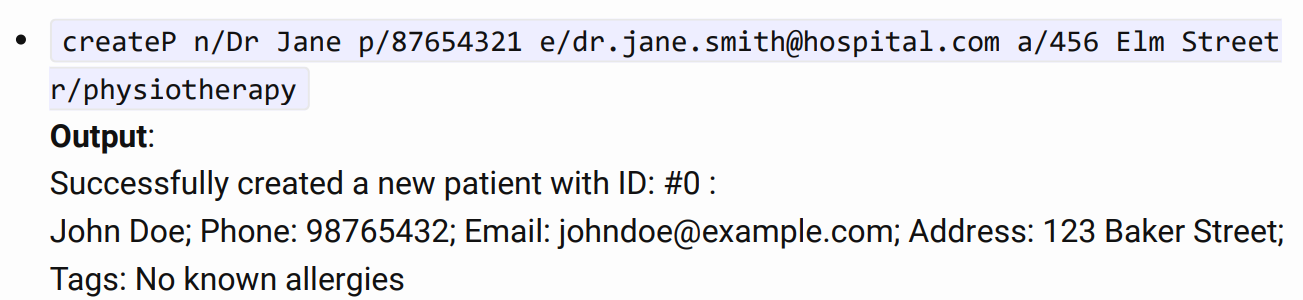 • createP n/Dr Jane p/87654321 e/dr.jane.smith@hospital.com a/456 Elm Street
r/physiotherapy
Output:
Successfully created a new patient with ID: #0 :
John Doe; Phone: 98765432; Email: johndoe@example.com; Address: 123 Baker Street;
Tags: No known allergies